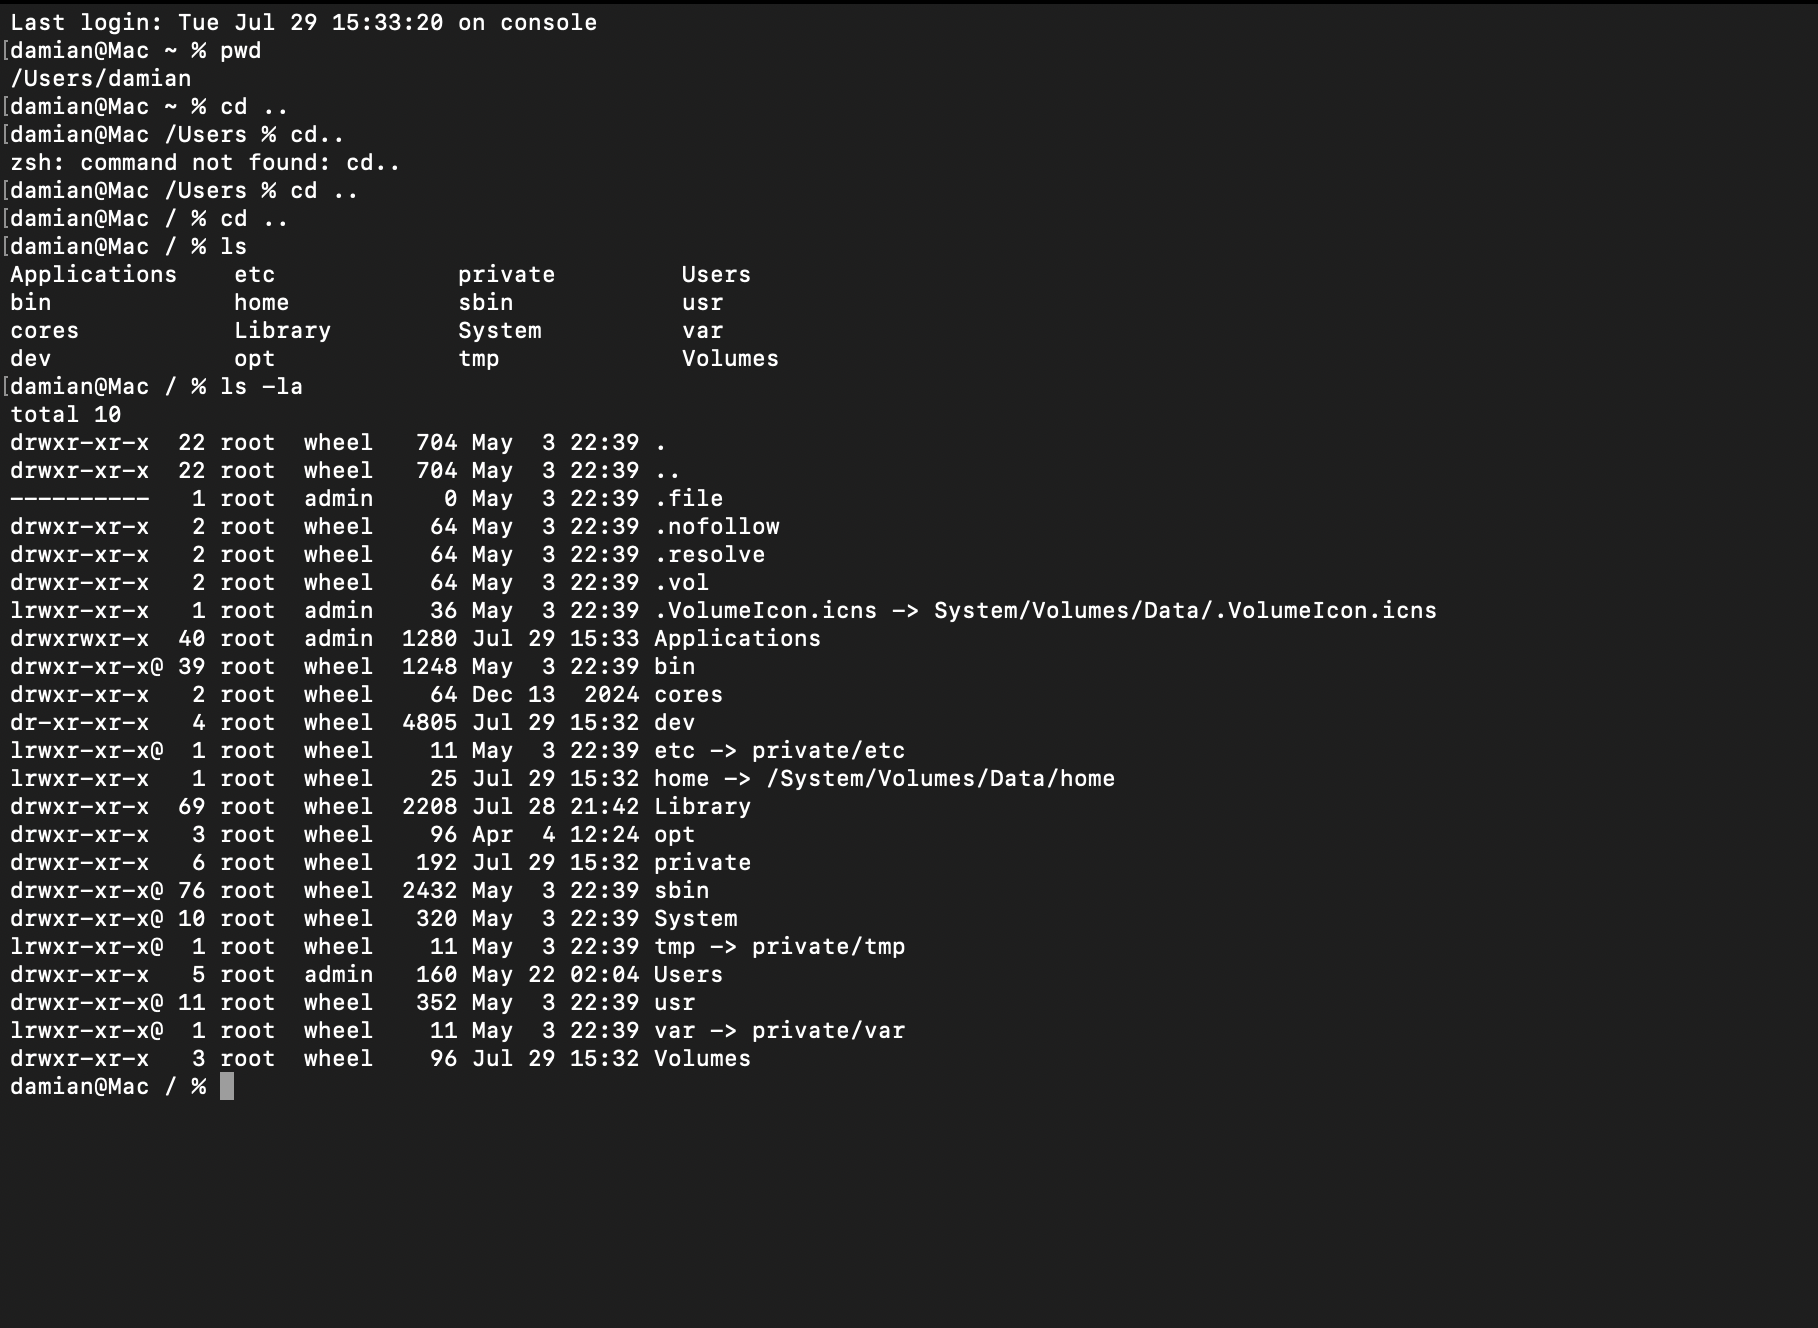 Last login: Tue Jul 29 15:33:20 on console
[damian@Mac ~ % pwd
/Users/damian
[damian@Mac ~ % cd ..
[damian@Mac /Users % cd..
zsh: command not found: cd..
[damian@Mac /Users % cd ..
[damian@Mac / % cd ..
[damian@Mac / % ls
Applications    etc             private         Users
bin             home            sbin            usr
cores           Library         System          var
dev             opt             tmp             Volumes
[damian@Mac / % ls -la
total 10
drwxr-xr-x  22 root  wheel   704 May  3 22:39 .
drwxr-xr-x  22 root  wheel   704 May  3 22:39 ..
----------   1 root  admin     0 May  3 22:39 .file
drwxr-xr-x   2 root  wheel    64 May  3 22:39 .nofollow
drwxr-xr-x   2 root  wheel    64 May  3 22:39 .resolve
drwxr-xr-x   2 root  wheel    64 May  3 22:39 .vol
lrwxr-xr-x   1 root  admin    36 May  3 22:39 .VolumeIcon.icns -> System/Volumes/Data/.VolumeIcon.icns
drwxrwxr-x  40 root  admin  1280 Jul 29 15:33 Applications
drwxr-xr-x@ 39 root  wheel  1248 May  3 22:39 bin
drwxr-xr-x   2 root  wheel    64 Dec 13  2024 cores
dr-xr-xr-x   4 root  wheel  4805 Jul 29 15:32 dev
lrwxr-xr-x@  1 root  wheel    11 May  3 22:39 etc -> private/etc
lrwxr-xr-x   1 root  wheel    25 Jul 29 15:32 home -> /System/Volumes/Data/home
drwxr-xr-x  69 root  wheel  2208 Jul 28 21:42 Library
drwxr-xr-x   3 root  wheel    96 Apr  4 12:24 opt
drwxr-xr-x   6 root  wheel   192 Jul 29 15:32 private
drwxr-xr-x@ 76 root  wheel  2432 May  3 22:39 sbin
drwxr-xr-x@ 10 root  wheel   320 May  3 22:39 System
lrwxr-xr-x@  1 root  wheel    11 May  3 22:39 tmp -> private/tmp
drwxr-xr-x   5 root  admin   160 May 22 02:04 Users
drwxr-xr-x@ 11 root  wheel   352 May  3 22:39 usr
lrwxr-xr-x@  1 root  wheel    11 May  3 22:39 var -> private/var
drwxr-xr-x   3 root  wheel    96 Jul 29 15:32 Volumes
damian@Mac / %